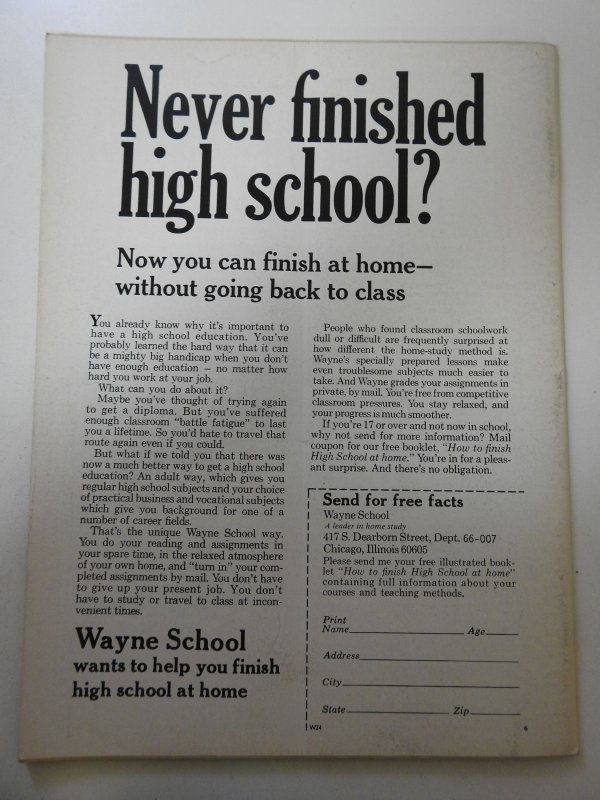 Never finished
high school?
Now you can finish at home—
without going back to class
You already know why it's important to
have a high school education. You've
probably learned the hard way that it can
be a mighty big handicap when you don't
have enough education – no matter how
hard you work at your job.
What can you do about it?
Maybe you've thought of trying again
to get a diploma. But you've suffered
enough classroom "battle fatigue" to last
you a lifetime. So you'd hate to travel that
route again even if you could.
But what if we told you that there was
now a much better way to get a high school
education? An adult way, which gives you
regular high school subjects and your choice
of practical business and vocational subjects
which give you background for one of a
number of career fields.
That's the unique Wayne School way.
You do your reading and assignments in
your spare time, in the relaxed atmosphere
of your own home, and "turn in" your com-
pleted assignments by mail. You don't have
to give up your present job. You don't
have to study or travel to class at incon-
venient times.
Wayne School
wants to help you finish
high school at home
People who found classroom schoolwork
dull or difficult are frequently surprised at
how different the home-study method is.
Wayne's specially prepared lessons make
even troublesome subjects much easier to
take. And Wayne grades your assignments in
private, by mail. You're free from competitive
classroom pressures. You stay relaxed, and
your progress is much smoother.
If you're 17 or over and not now in school,
why not send for more information? Mail
coupon for our free booklet, "How to finish
High School at home." You're in for a pleas-
ant surprise. And there's no obligation.
Send for free facts
Wayne School
A leader in home study
417 S. Dearborn Street, Dept. 66-007
Chicago, Illinois 60605
Please send me your free illustrated book-
let "How to finish High School at home"
containing full information about your
courses and teaching methods.
Print
Name Age
Address
City
State Zip
W24 6